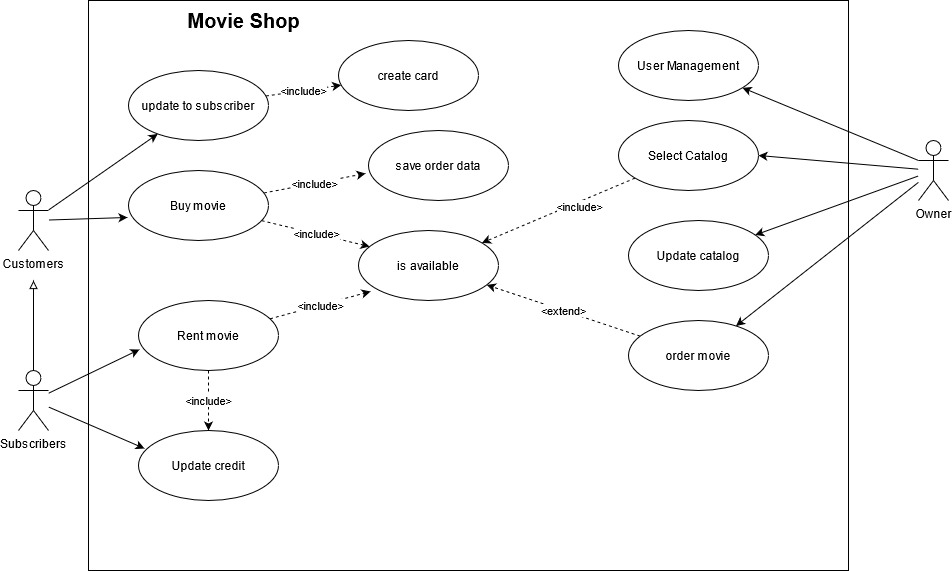 Movie Shop
create card
User Management
<include>
update to subscriber
Select Catalog
save order data
<include>
Buy movie
<include>
Owner
<include>
Customers
is available
Update catalog
<include>
<extend>
Rent movie
order movie
<include>
Subscribers
Update credit